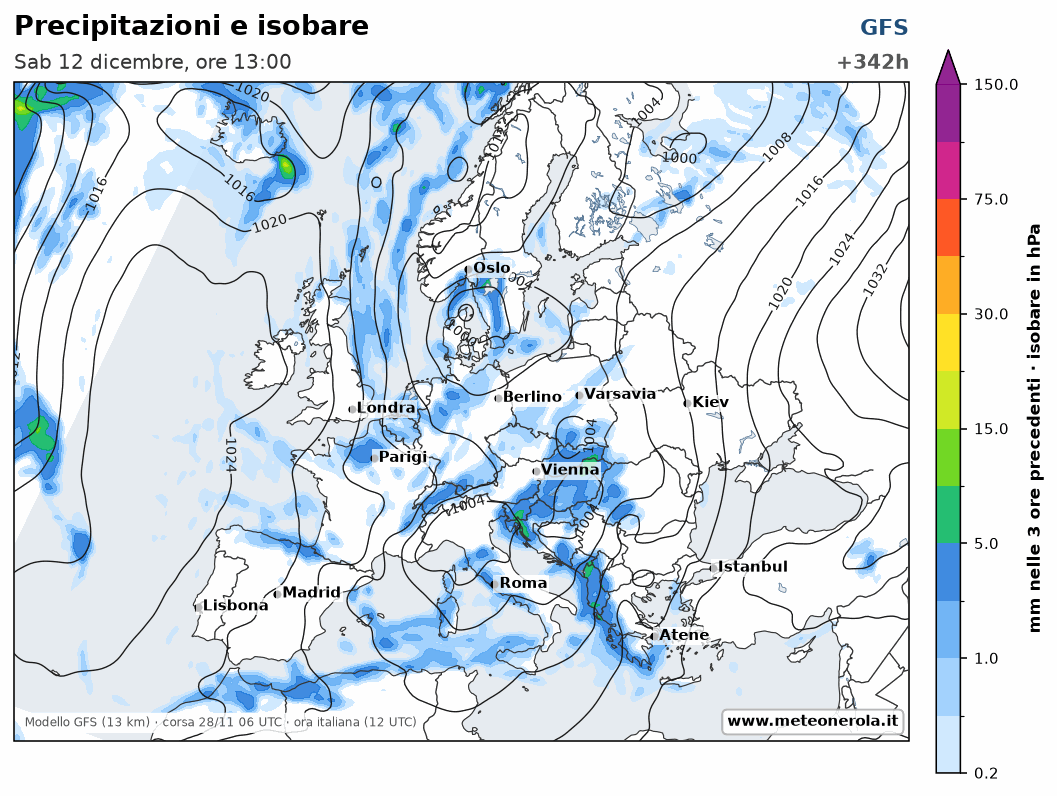 Precipitazioni e isobare
GFS
Sab 12 dicembre, ore 13:00
+342h
1020
1004
1012
1000
1008
1016
1016
1016
1020
1024
1032
1020
Oslo
1004
Berlino
Varsavia
Kiev
Londra
1024
1004
Parigi
Vienna
1004
1004
Istanbul
Roma
Madrid
Lisbona
Atene
Modello GFS (13 km) · corsa 28/11 06 UTC · ora italiana (12 UTC)
www.meteonerola.it
150.0
75.0
30.0
15.0
5.0
1.0
0.2
mm nelle 3 ore precedenti · isobare in hPa